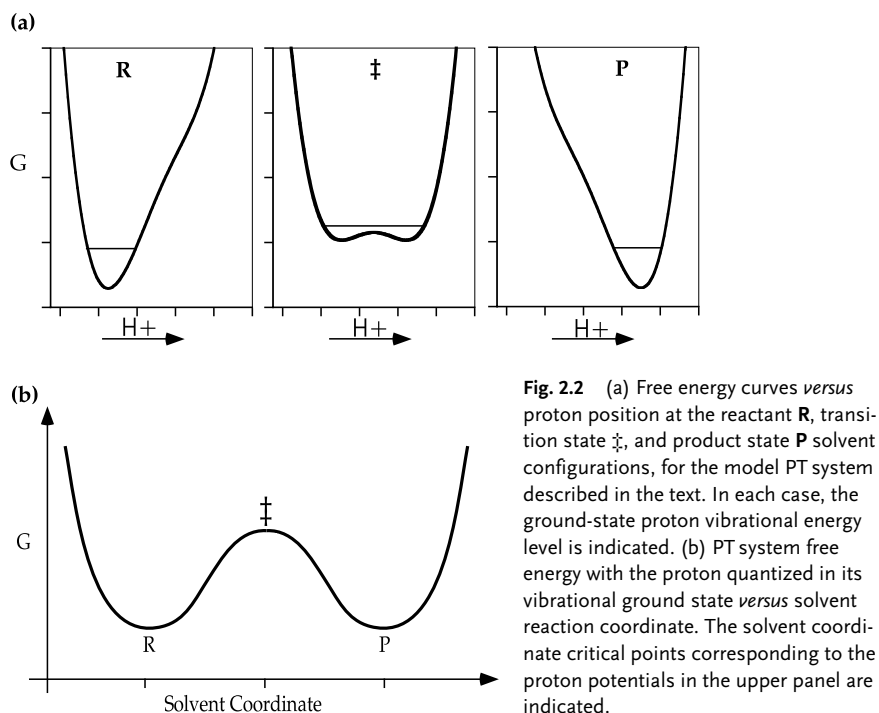 (a)
R
‡
P
G
H+
H+
H+
(b)
‡
G
R
P
Solvent Coordinate
Fig. 2.2 (a) Free energy curves versus
proton position at the reactant R, transi-
tion state ‡, and product state P solvent
configurations, for the model PT system
described in the text. In each case, the
ground-state proton vibrational energy
level is indicated. (b) PT system free
energy with the proton quantized in its
vibrational ground state versus solvent
reaction coordinate. The solvent coordi-
nate critical points corresponding to the
proton potentials in the upper panel are
indicated.